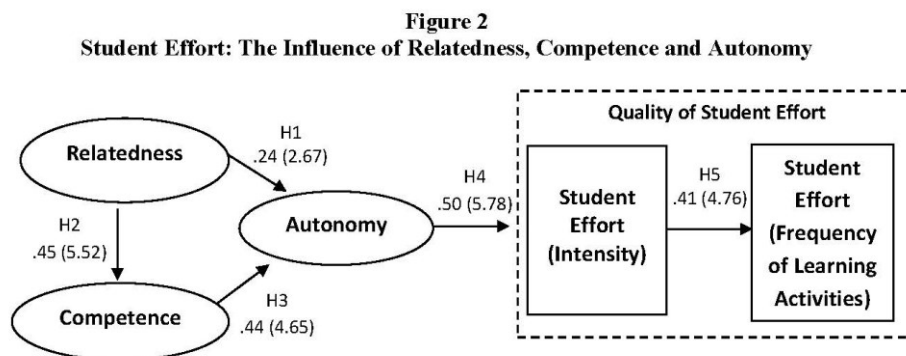 Figure 2
Student Effort: The Influence of Relatedness, Competence and Autonomy
Quality of Student Effort
Relatedness
H1
.24 (2.67)
H2
.45 (5.52)
Autonomy
H4
.50 (5.78)
Student
Effort
(Intensity)
H5
.41 (4.76)
Student
Effort
(Frequency
of Learning
Activities)
Competence
H3
.44 (4.65)